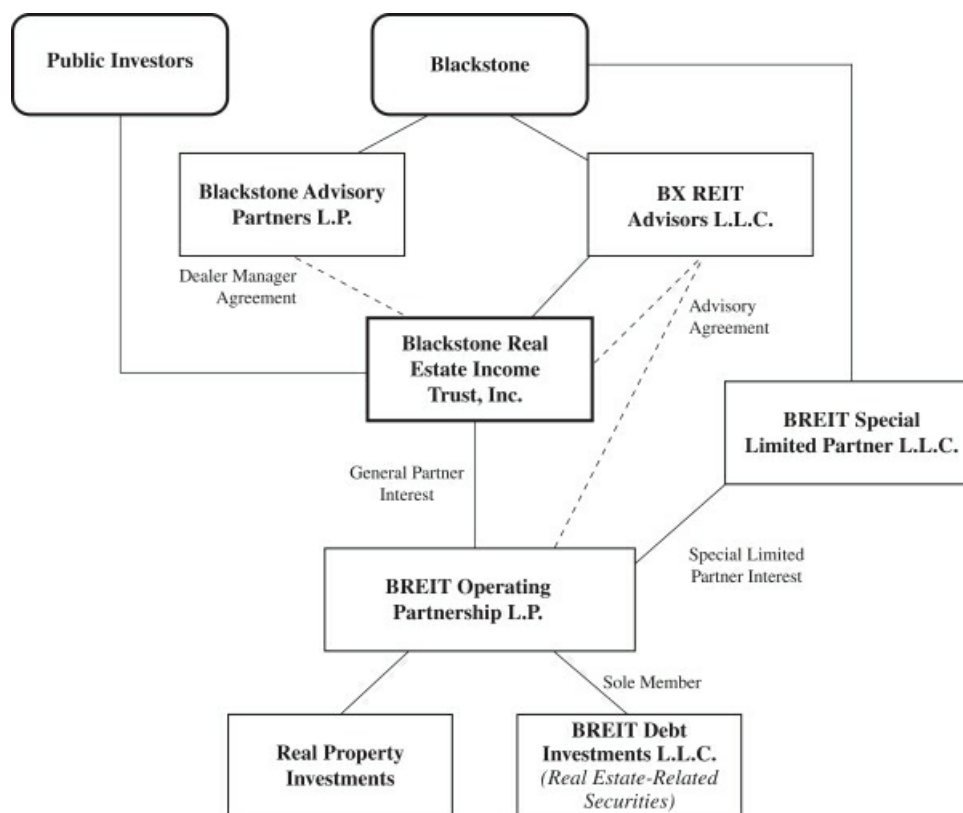 Public Investors
Blackstone
Blackstone Advisory
Partners L.P.
BX REIT
Advisors L.L.C.
Dealer Manager
Agreement
Advisory
Agreement
Blackstone Real
Estate Income
Trust, Inc.
BREIT Special
Limited Partner L.L.C.
General Partner
Interest
Special Limited
Partner Interest
BREIT Operating
Partnership L.P.
Sole Member
Real Property
Investments
BREIT Debt
Investments L.L.C.
(Real Estate-Related
Securities)